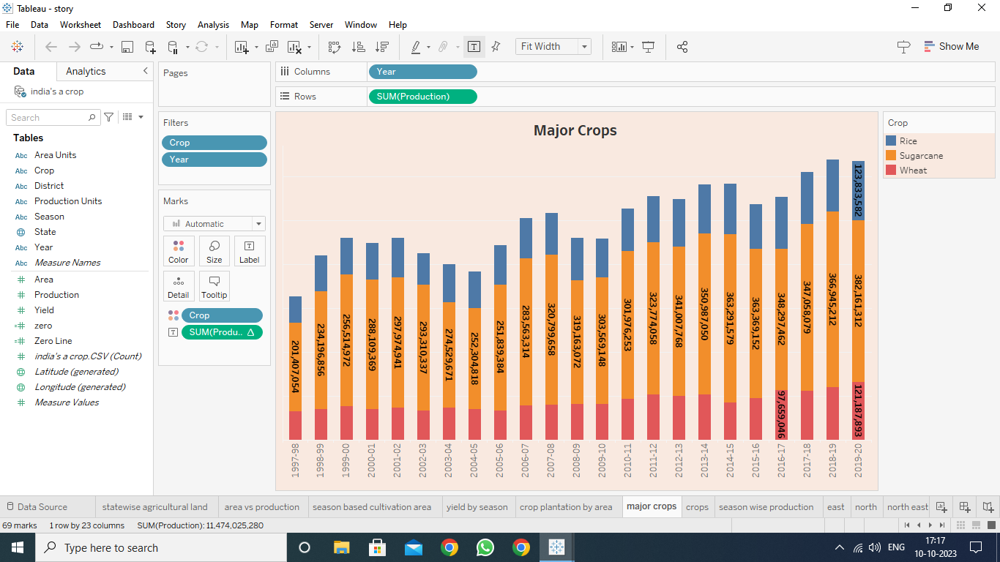 Tableau - story
File Data Worksheet Dashboard Story Analysis Map Format Server Window Help
Fit Width
Show Me
Data Analytics
india's a crop
Search
Tables
Abc Area Units
Abc Crop
Abc District
Abc Production Units
Abc Season
State
Abc Year
Abc Measure Names
Area
Production
Yield
zero
Zero Line
india's a crop.CSV (Count)
Latitude (generated)
Longitude (generated)
Measure Values
Pages
Filters
Crop
Year
Marks
Automatic
Color Size Label
Detail Tooltip
Crop
SUM(Produ.. Δ
Columns Year
Rows SUM(Production)
Major Crops
201,407,054
234,196,856
256,514,972
288,109,369
297,974,941
293,310,337
274,529,671
252,304,818
251,839,384
283,563,314
320,799,658
319,163,072
303,569,148
301,976,253
323,774,058
341,007,768
350,987,050
363,291,579
363,369,152
348,297,462
97,659,046
347,058,079
366,945,212
123,833,582
382,161,312
121,187,893
1997-98
1998-99
1999-00
2000-01
2001-02
2002-03
2003-04
2004-05
2005-06
2006-07
2007-08
2008-09
2009-10
2010-11
2011-12
2012-13
2013-14
2014-15
2015-16
2016-17
2017-18
2018-19
2019-20
Crop
Rice
Sugarcane
Wheat
Data Source statewise agricultural land area vs production season based cultivation area yield by season crop plantation by area major crops crops season wise production east north north east
69 marks 1 row by 23 columns SUM(Production): 11,474,025,280
Type here to search
ENG
17:17
10-10-2023